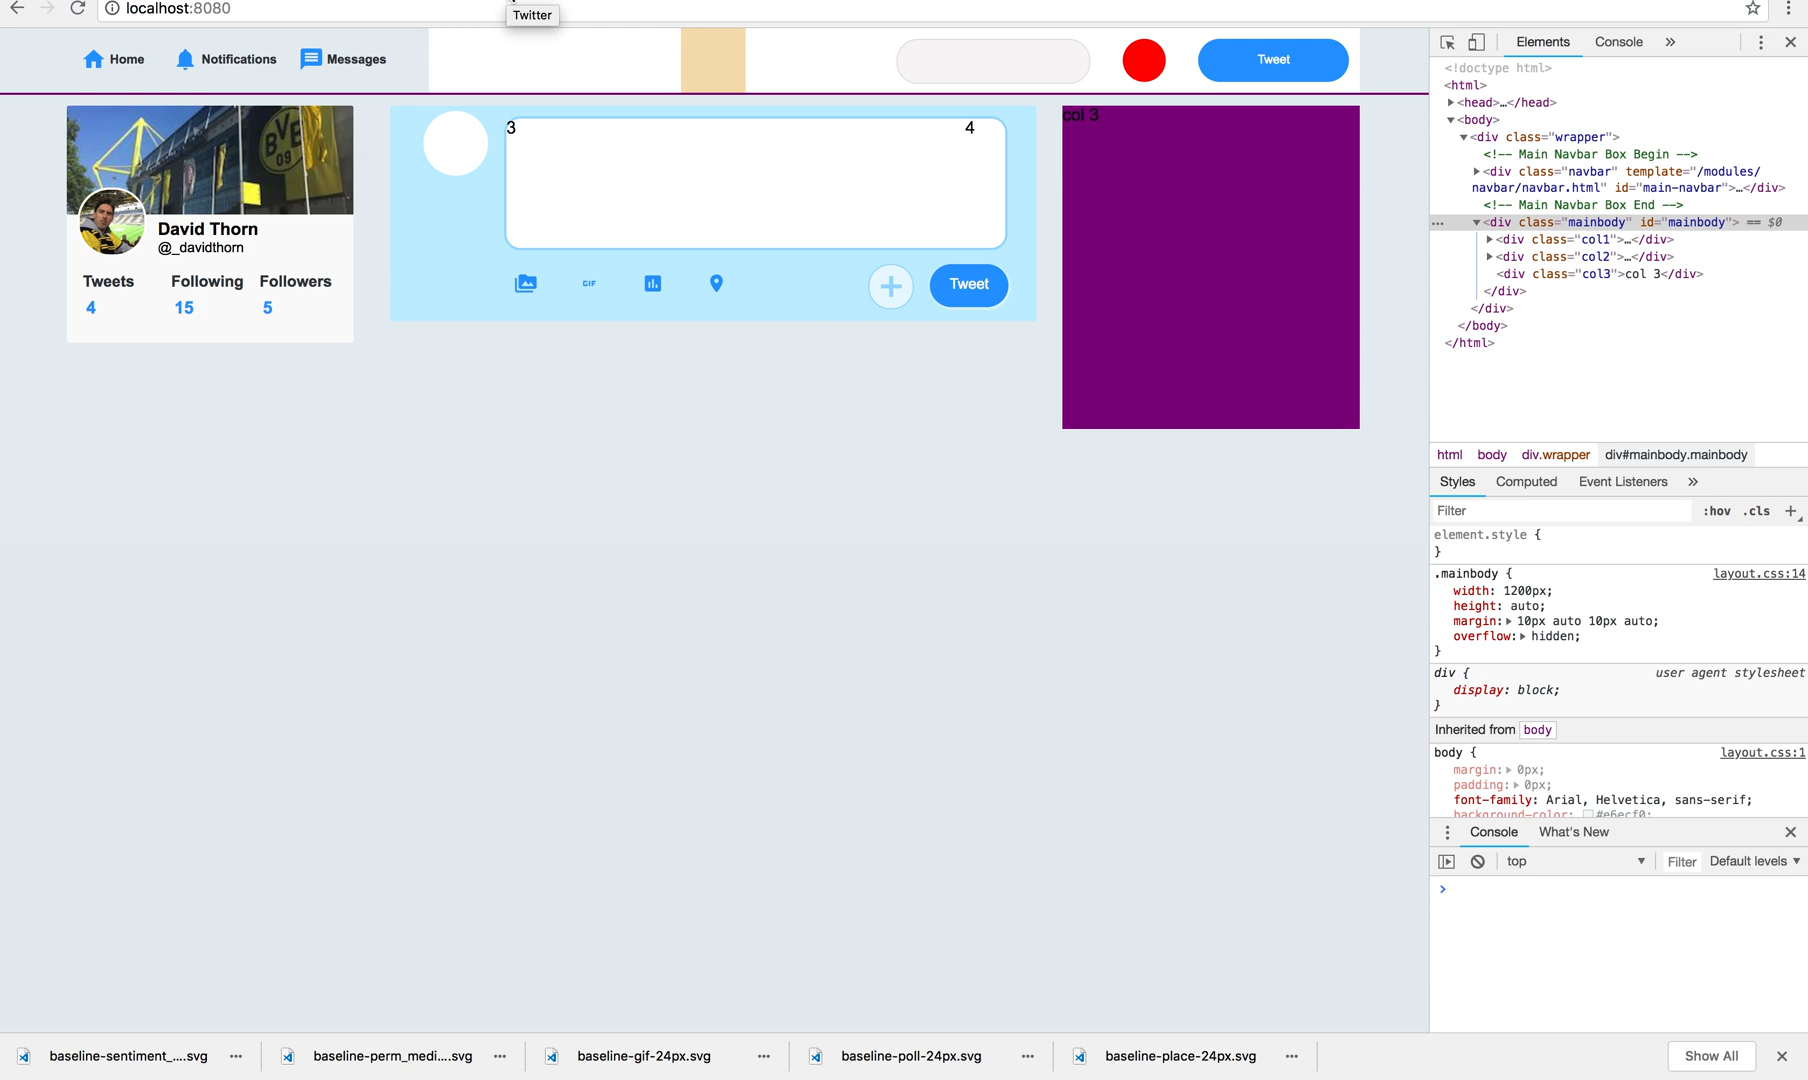 localhost:8080
Twitter
Home
Notifications
Messages
Tweet
BVB
09
David Thorn
@_davidthorn
Tweets Following Followers
4 15 5
3 4
GIF
Tweet
col 3
Elements Console »
<!doctype html>
<html>
<head>…</head>
<body>
<div class="wrapper">
<!-- Main Navbar Box Begin -->
<div class="navbar" template="/modules/
navbar/navbar.html" id="main-navbar">…</div>
<!-- Main Navbar Box End -->
<div class="mainbody" id="mainbody"> == $0
<div class="col1">…</div>
<div class="col2">…</div>
<div class="col3">col 3</div>
</div>
</div>
</body>
</html>
html body div.wrapper div#mainbody.mainbody
Styles Computed Event Listeners »
Filter :hov .cls +
element.style {
}
.mainbody { layout.css:14
width: 1200px;
height: auto;
margin: 10px auto 10px auto;
overflow: hidden;
}
div { user agent stylesheet
display: block;
}
Inherited from body
body { layout.css:1
margin: 0px;
padding: 0px;
font-family: Arial, Helvetica, sans-serif;
background-color: #e6ecf0;
Console What's New
top Filter Default levels
baseline-sentiment_....svg
baseline-perm_medi....svg
baseline-gif-24px.svg
baseline-poll-24px.svg
baseline-place-24px.svg
Show All